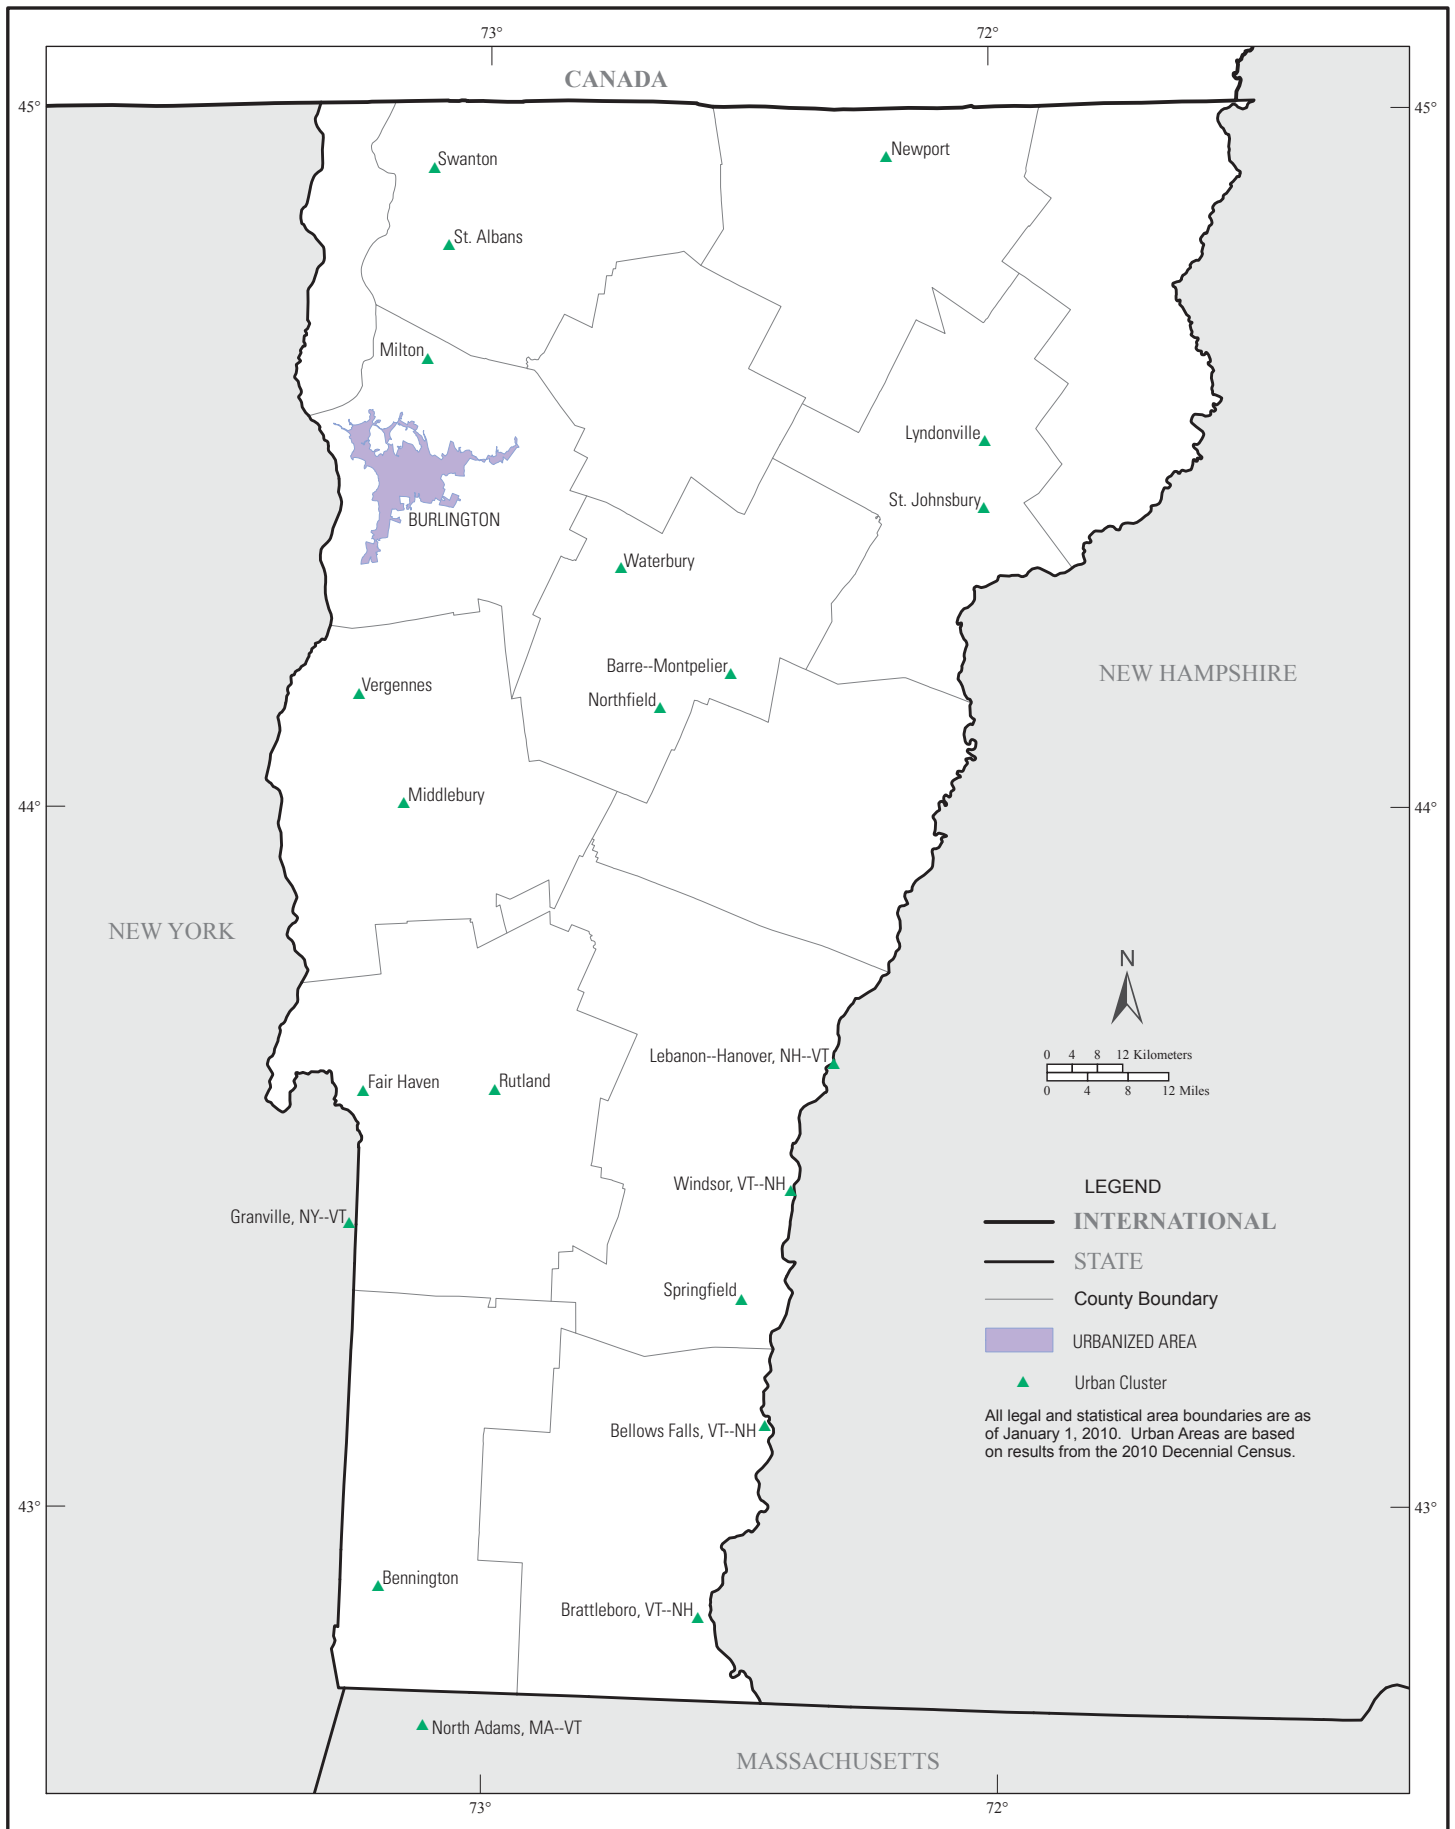 73°
72°
CANADA
45°
45°
Newport
Swanton
St. Albans
Milton
Lyndonville
St. Johnsbury
BURLINGTON
Waterbury
Barre--Montpelier
NEW HAMPSHIRE
Vergennes
Northfield
Middlebury
44°
44°
NEW YORK
N
Lebanon--Hanover, NH--VT
0 4 8 12 Kilometers
Fair Haven
Rutland
0 4 8 12 Miles
Windsor, VT--NH
LEGEND
Granville, NY--VT
INTERNATIONAL
STATE
Springfield
County Boundary
URBANIZED AREA
Urban Cluster
All legal and statistical area boundaries are as
of January 1, 2010. Urban Areas are based
on results from the 2010 Decennial Census.
Bellows Falls, VT--NH
43°
43°
Bennington
Brattleboro, VT--NH
North Adams, MA--VT
MASSACHUSETTS
73°
72°